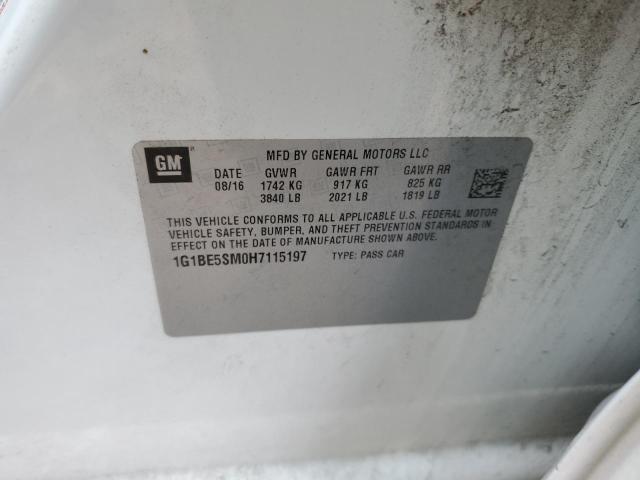 GM
MFD BY GENERAL MOTORS LLC
DATE GVWR GAWR FRT GAWR RR
08/16 1742 KG 917 KG 825 KG
3840 LB 2021 LB 1819 LB
THIS VEHICLE CONFORMS TO ALL APPLICABLE U.S. FEDERAL MOTOR
VEHICLE SAFETY, BUMPER, AND THEFT PREVENTION STANDARDS IN
EFFECT ON THE DATE OF MANUFACTURE SHOWN ABOVE.
1G1BE5SM0H7115197 TYPE: PASS CAR